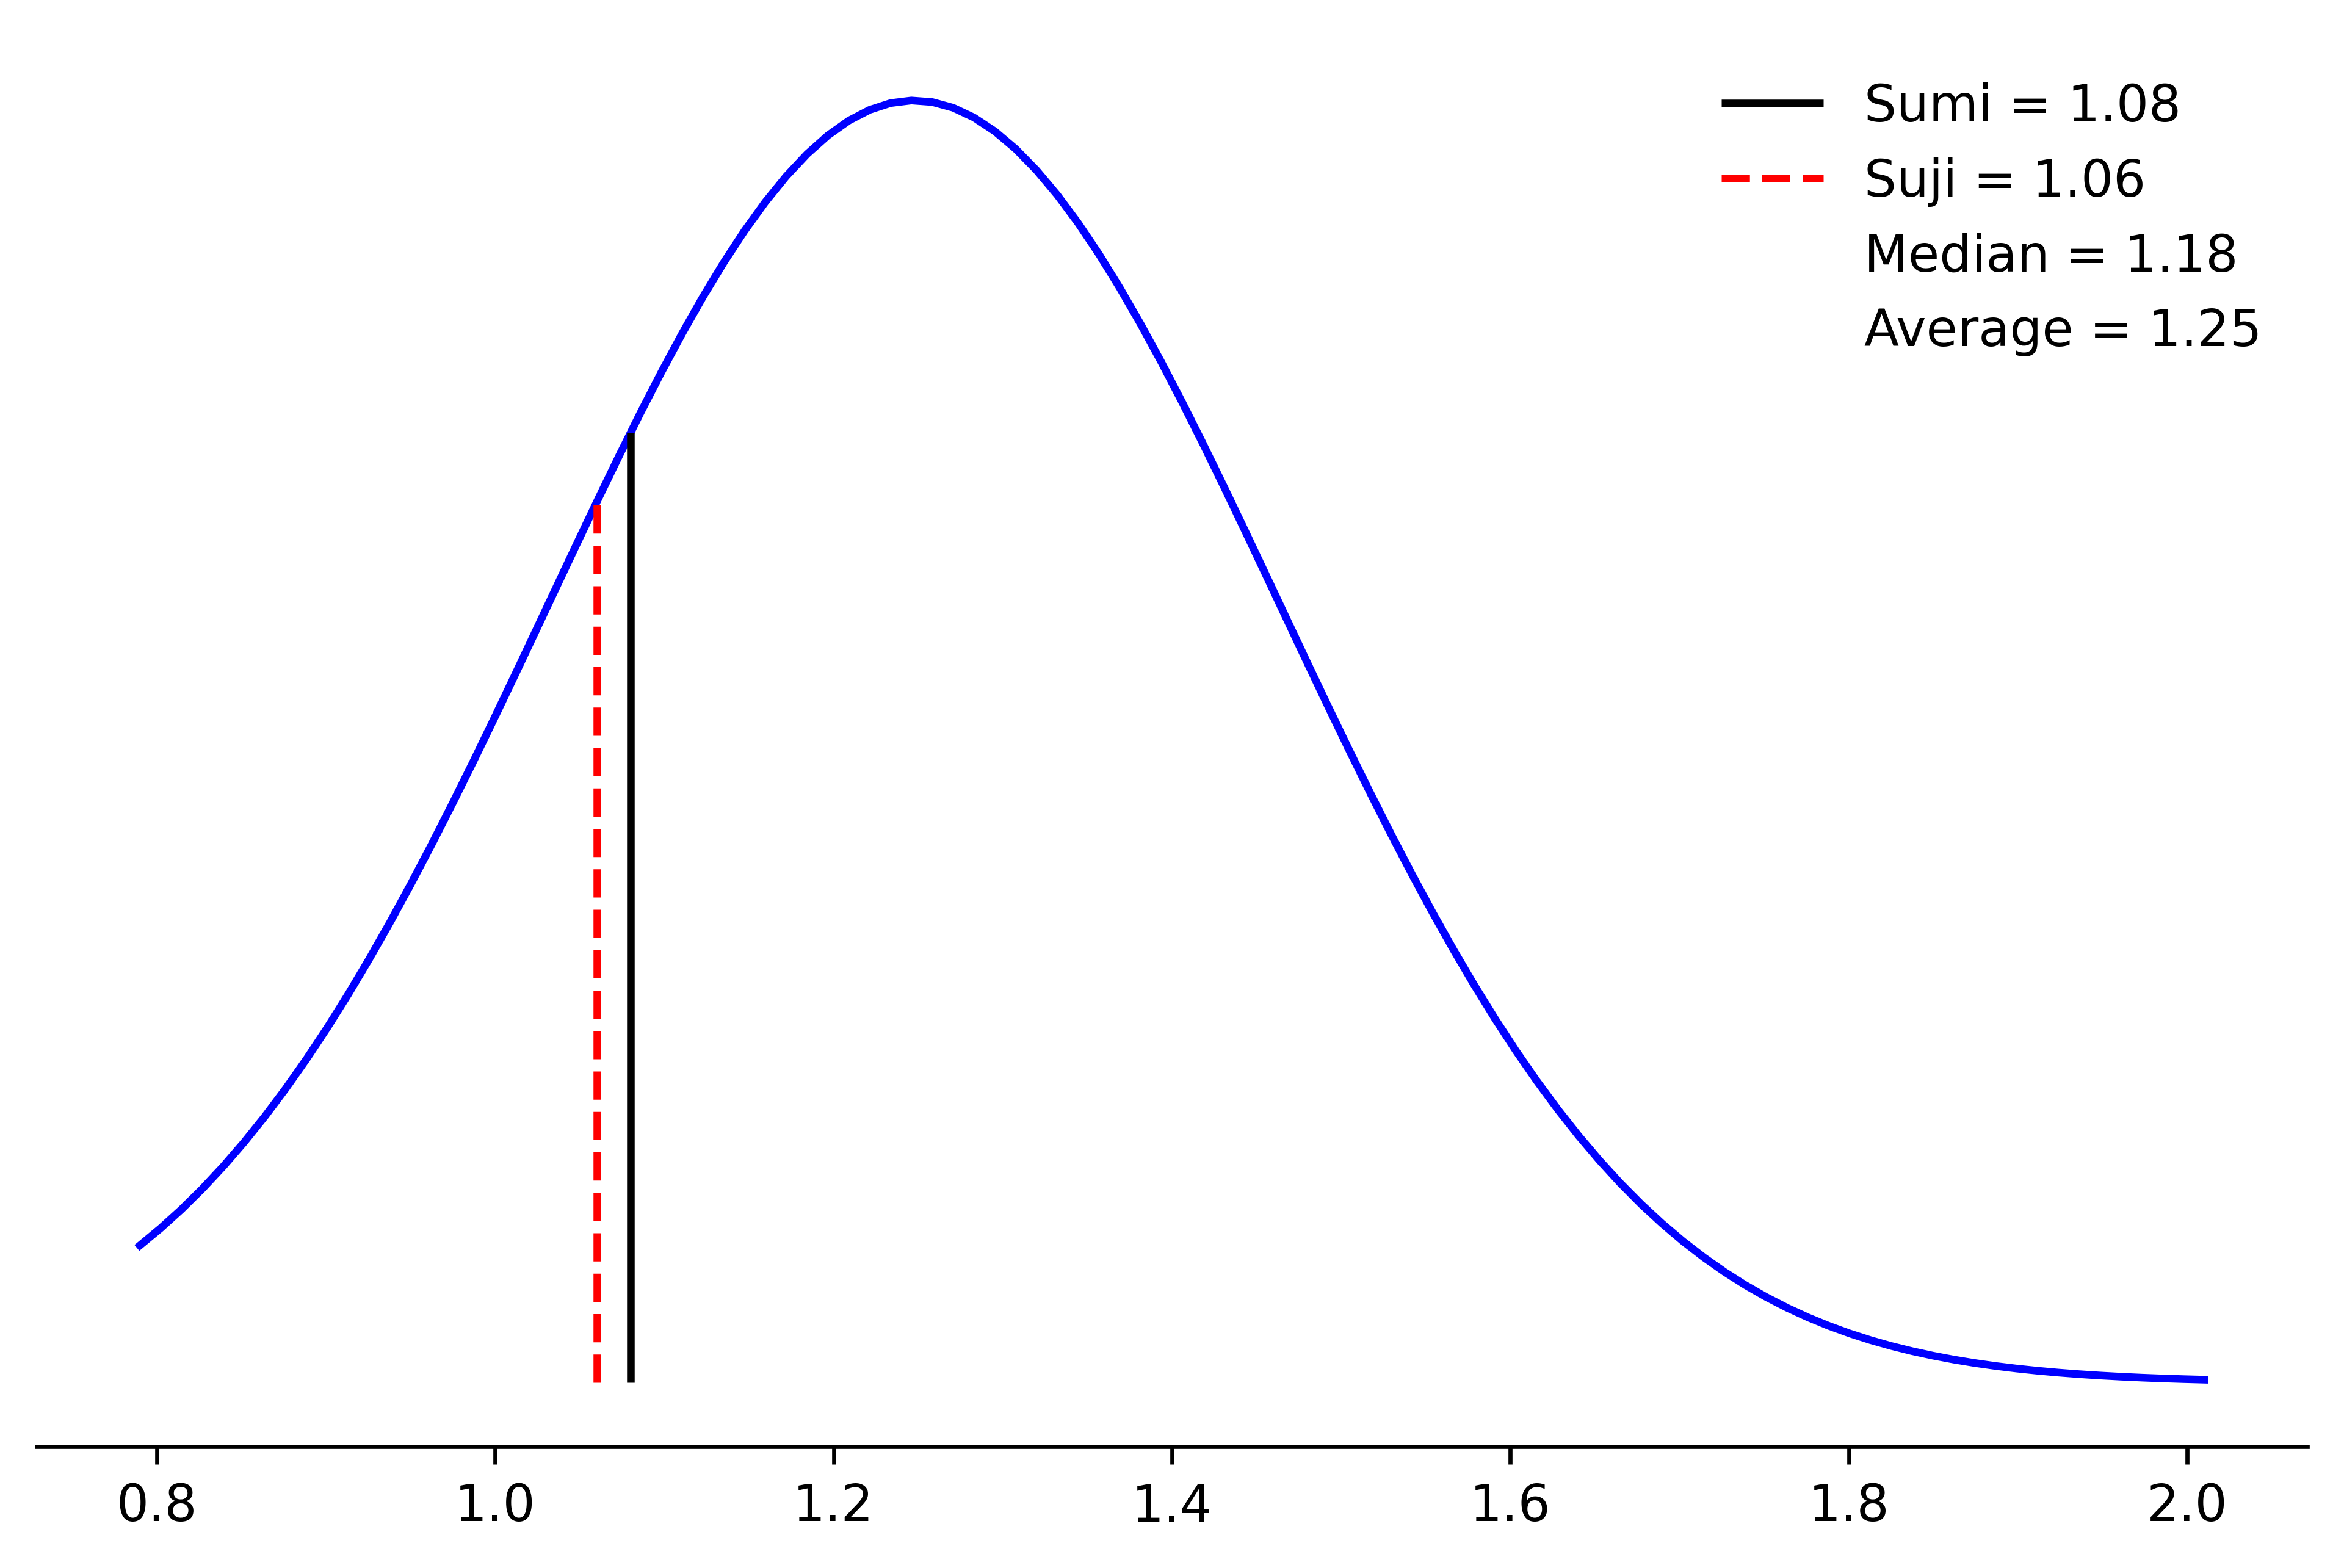 Sumi = 1.08
Suji = 1.06
Median = 1.18
Average = 1.25
0.8 1.0 1.2 1.4 1.6 1.8 2.0